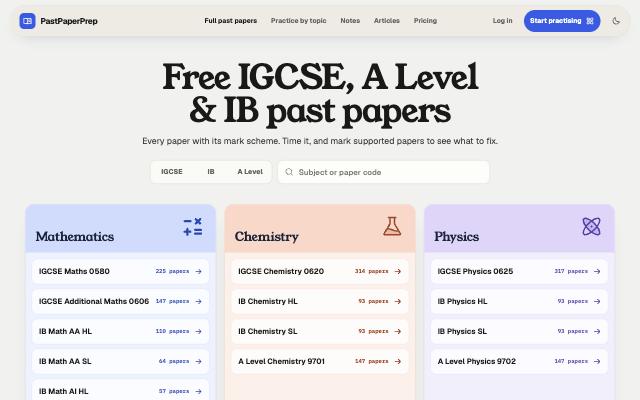 PastPaperPrep
Full past papers
Practice by topic
Notes
Articles
Pricing
Log in
Start practising
Free IGCSE, A Level
& IB past papers
Every paper with its mark scheme. Time it, and mark supported papers to see what to fix.
IGCSE
IB
A Level
Subject or paper code
Mathematics
IGCSE Maths 0580 225 papers →
IGCSE Additional Maths 0606 147 papers →
IB Math AA HL 110 papers →
IB Math AA SL 64 papers →
IB Math AI HL 57 papers →
Chemistry
IGCSE Chemistry 0620 314 papers →
IB Chemistry HL 93 papers →
IB Chemistry SL 93 papers →
A Level Chemistry 9701 147 papers →
Physics
IGCSE Physics 0625 317 papers →
IB Physics HL 93 papers →
IB Physics SL 93 papers →
A Level Physics 9702 147 papers →